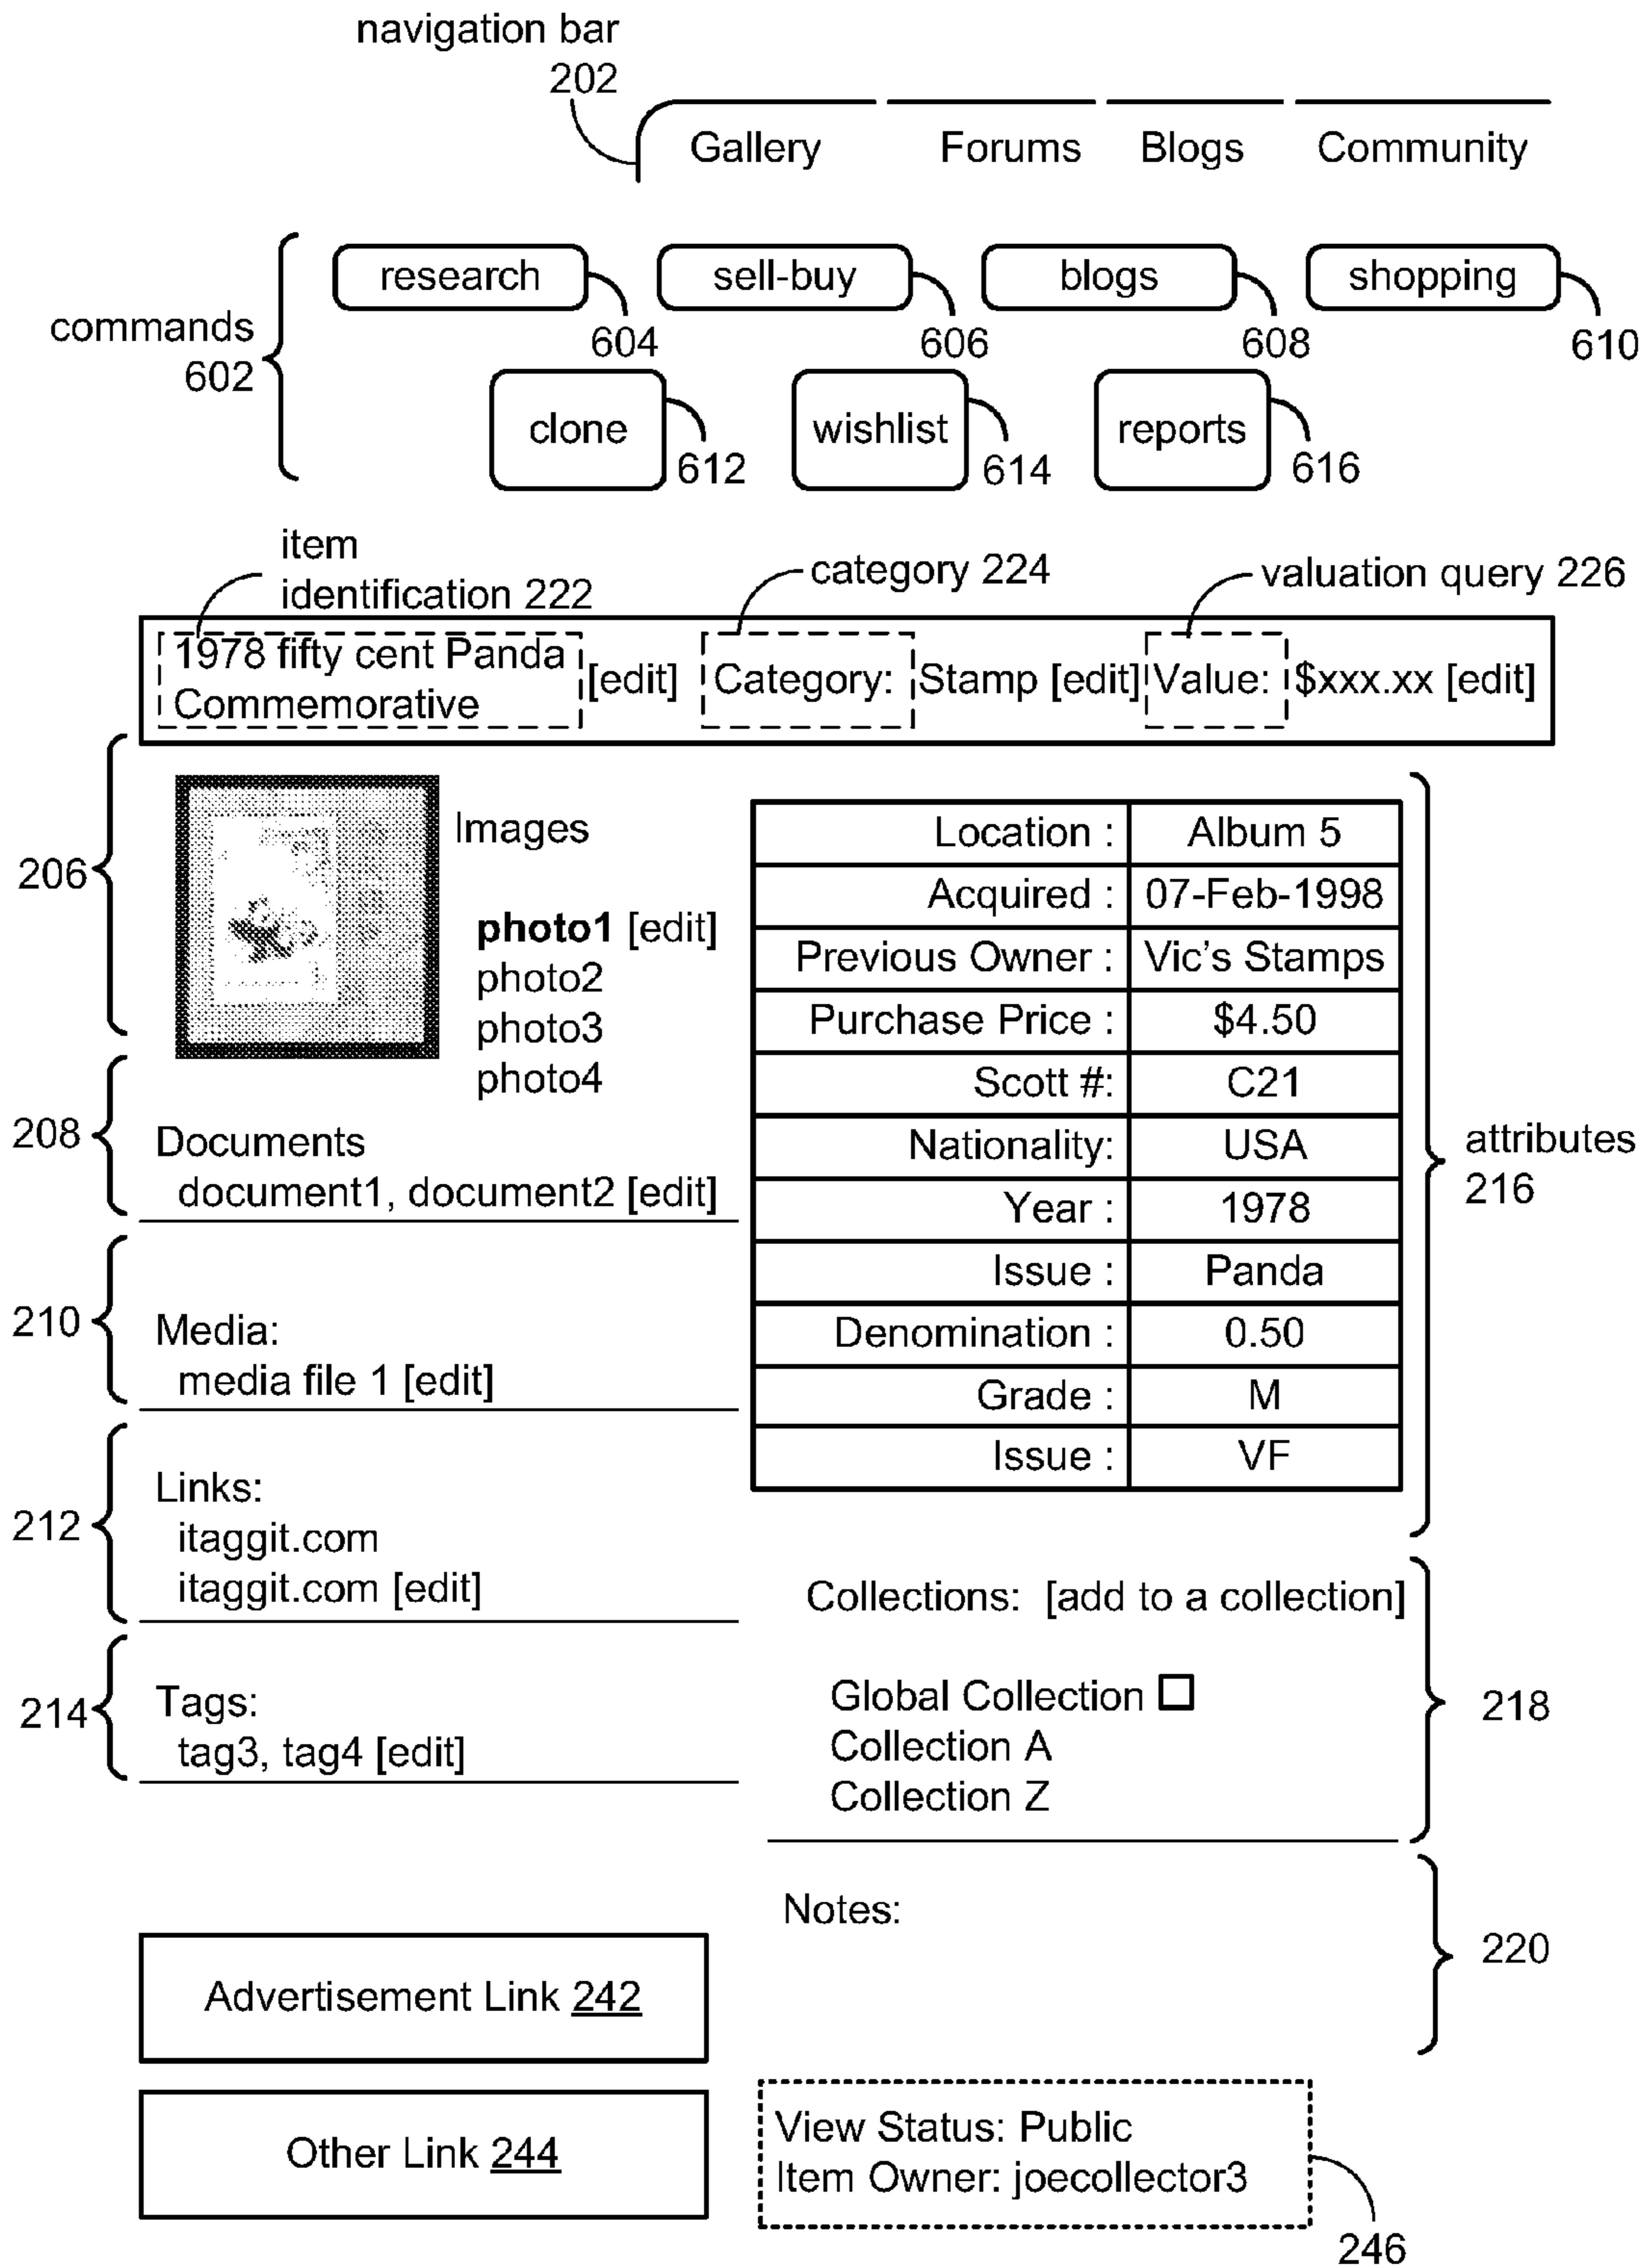 navigation bar
202
Gallery Forums Blogs Community
research sell-buy blogs shopping
commands
602
604 606 608 610
clone wishlist reports
612 614 616
item
identification 222
category 224
valuation query 226
1978 fifty cent Panda
Commemorative
[edit] Category: Stamp [edit] Value: $xxx.xx [edit]
206
Images
photo1 [edit]
photo2
photo3
photo4
208
Documents
document1, document2 [edit]
210
Media:
media file 1 [edit]
212
Links:
itaggit.com
itaggit.com [edit]
214
Tags:
tag3, tag4 [edit]
Location : Album 5
Acquired : 07-Feb-1998
Previous Owner : Vic's Stamps
Purchase Price : $4.50
Scott #: C21
Nationality: USA
Year : 1978
Issue : Panda
Denomination : 0.50
Grade : M
Issue : VF
attributes
216
Collections: [add to a collection]
Global Collection
Collection A
Collection Z
218
Notes:
220
Advertisement Link 242
Other Link 244
View Status: Public
Item Owner: joecollector3
246